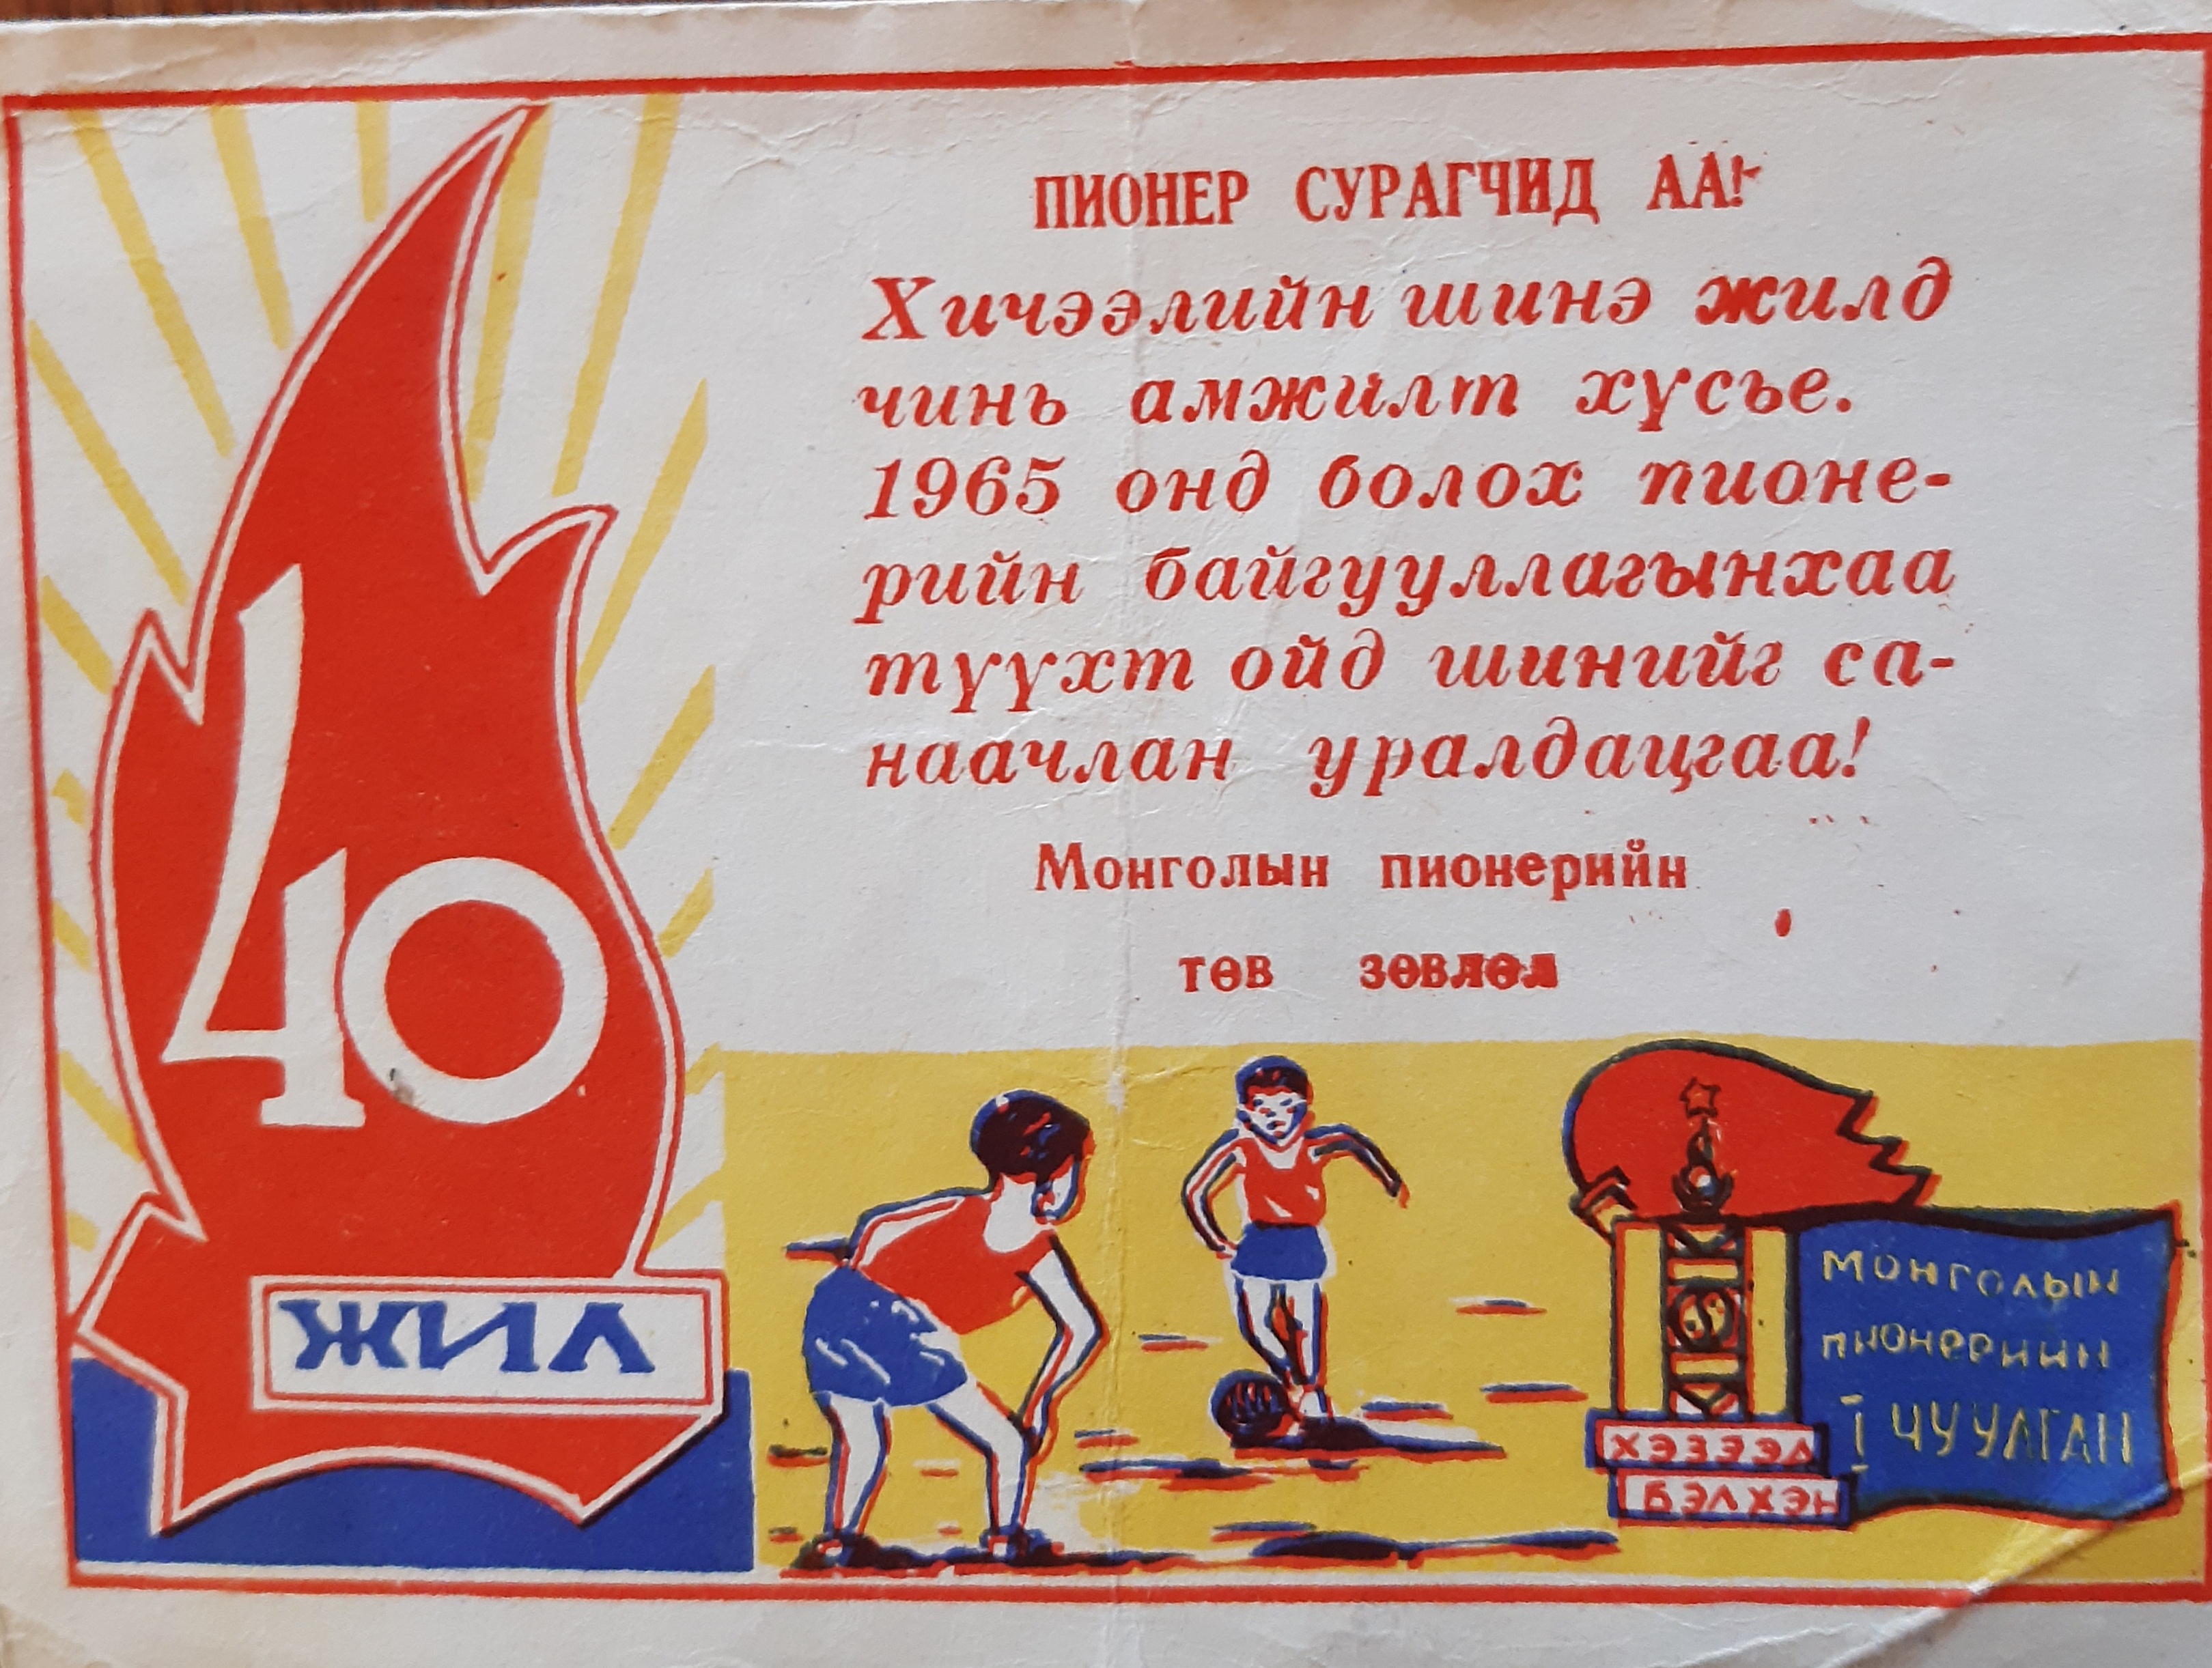 40
ЖИЛ
ПИОНЕР СУРАГЧИД АА!
Хичээлийн шинэ жилд
чинь амжилт хүсье.
1965 онд болох пионе-
рийн байгууллагынхаа
түүхт ойд шинийг са-
наачлан уралдацгаа!
Монголын пионерийн
төв зөвлөл
МОНГОЛЫН
ПИОНЕРИЙН
I ЧУУЛГАН
ХЭЗЭЭД
БЭЛХЭН